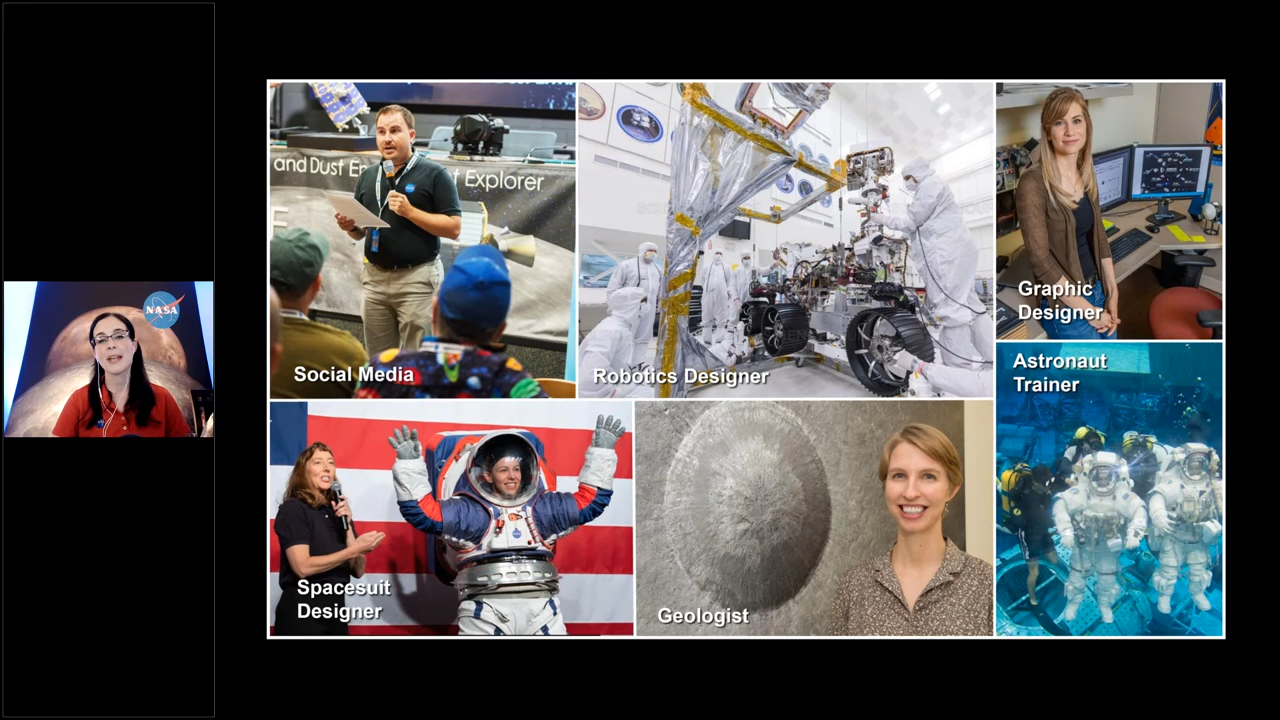 NASA
and Dust En
t Explorer
Social Media
Robotics Designer
Graphic
Designer
Astronaut
Trainer
Spacesuit
Designer
Geologist